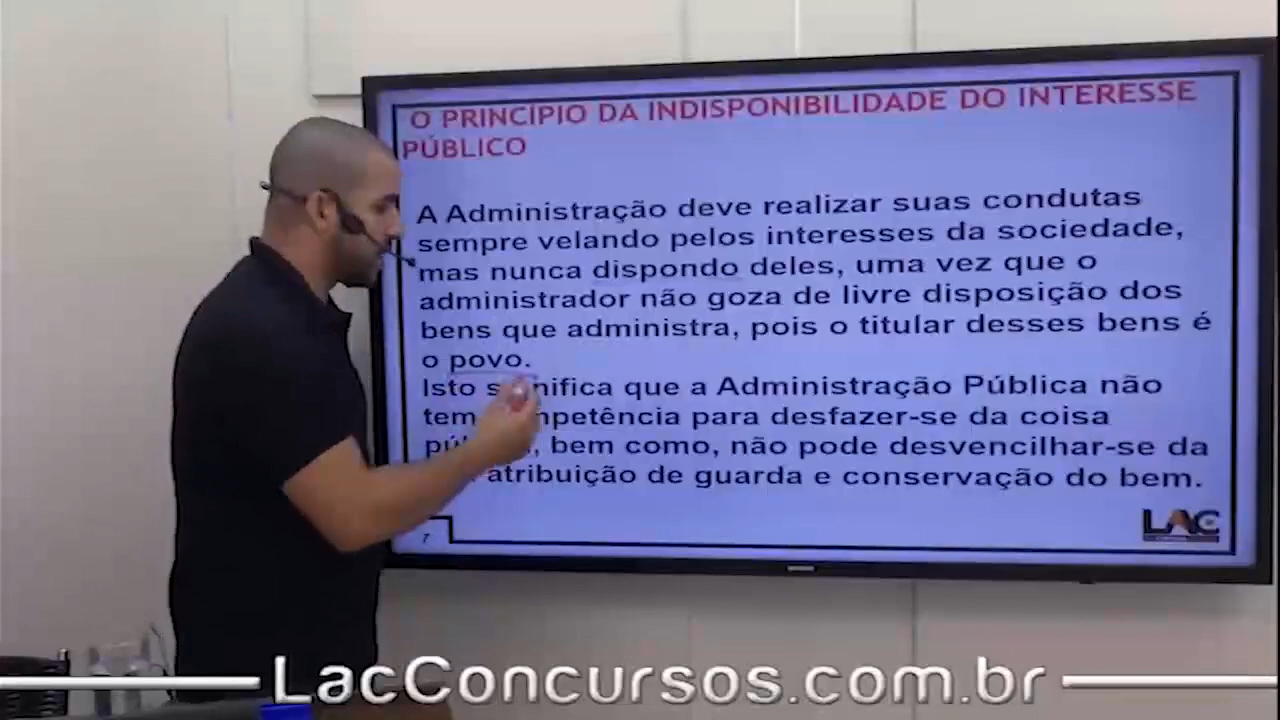 O PRINCÍPIO DA INDISPONIBILIDADE DO INTERESSE
PÚBLICO
A Administração deve realizar suas condutas
sempre velando pelos interesses da sociedade,
mas nunca dispondo deles, uma vez que o
administrador não goza de livre disposição dos
bens que administra, pois o titular desses bens é
o povo.
Isto que a Administração Pública não
tem para desfazer-se da coisa
bem como, não pode desvencilhar-se da
atribuição de guarda e conservação do bem.
7
LAC
LacConcursos.com.br